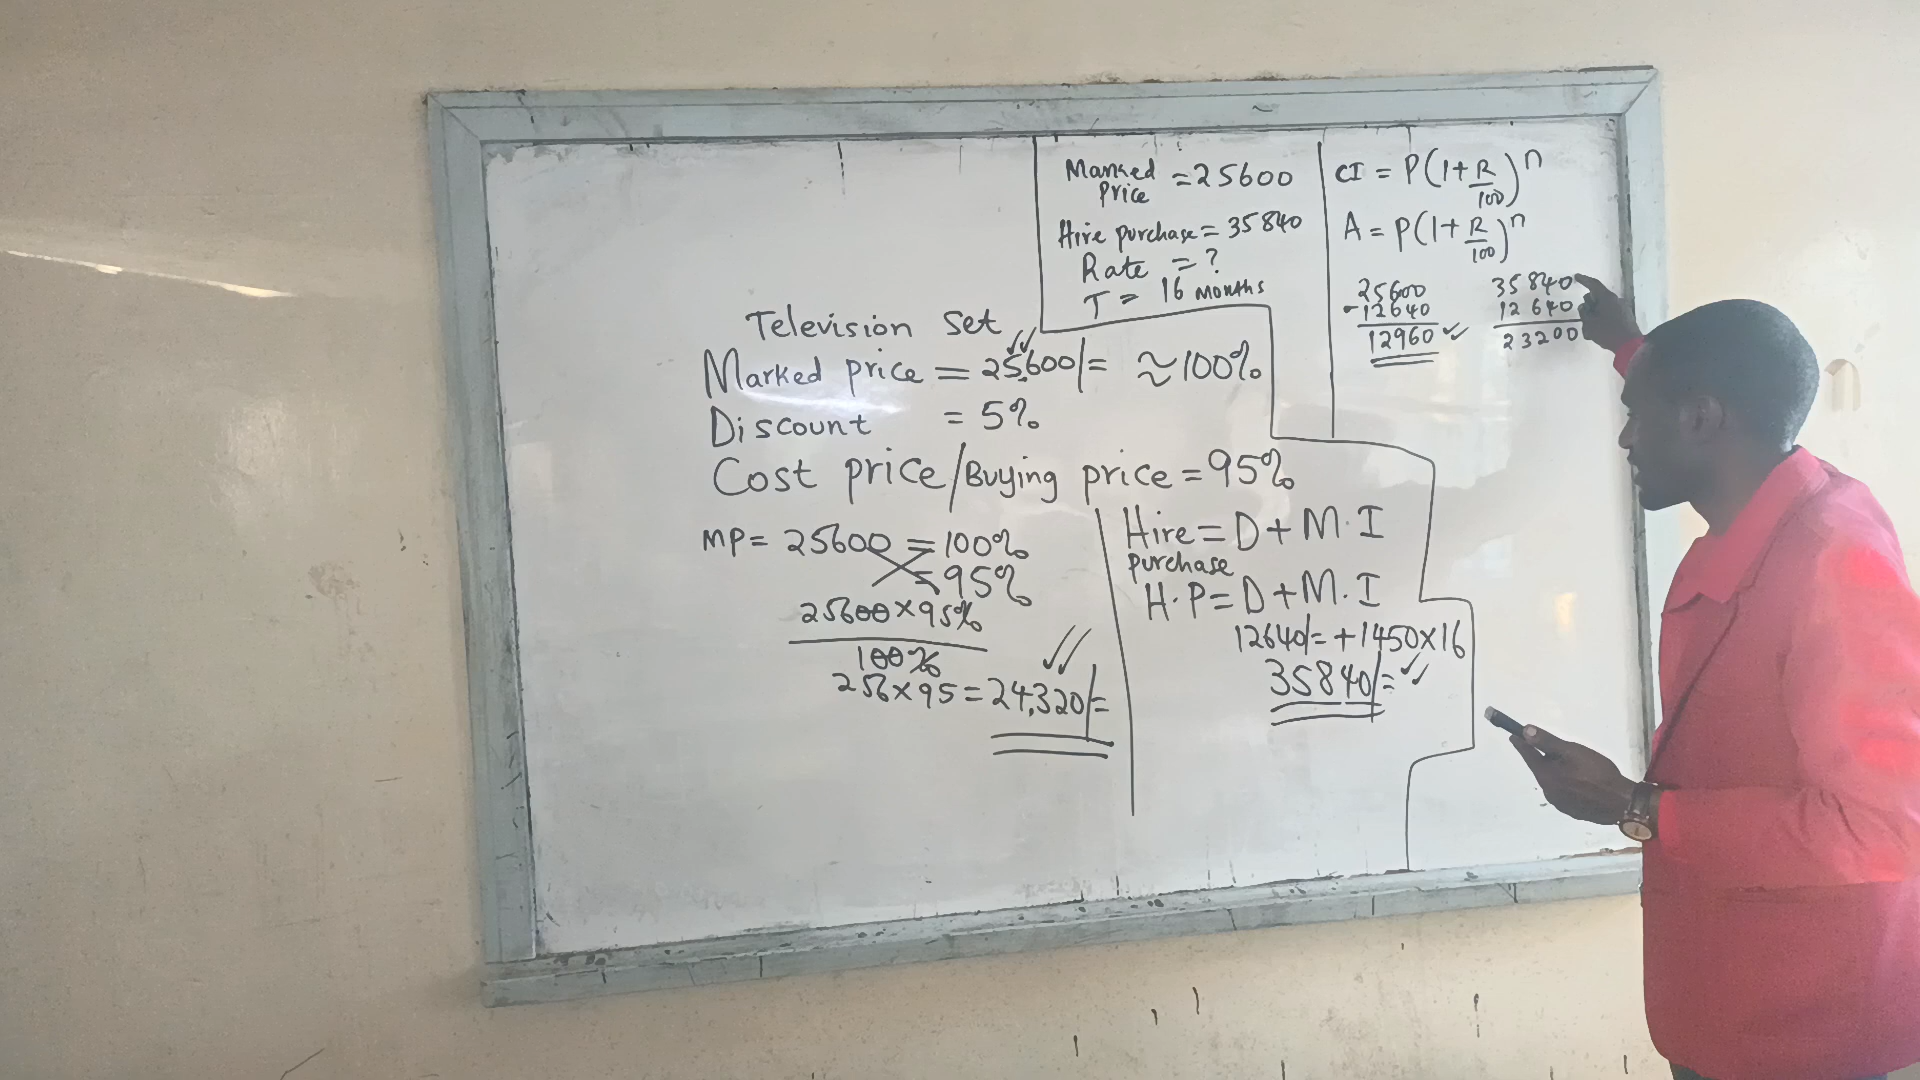 Marked = 25600
Price
Hire purchase = 35840
Rate = ?
T = 16 months
CI = P(1+R/100)^n
A = P(1+R/100)^n
25600
-12640
12960 ✓✓
35840
12640
23200
Television Set
Marked price = 25,600/= ≈ 100%
Discount = 5%
Cost price/Buying price = 95%
MP = 25600 = 100%
= 95%
25600 × 95%
100%
256 × 95 = 24,320/=
Hire = D + M.I
purchase
H.P = D + M.I
12640/= + 1450 × 16
35840/= ✓✓